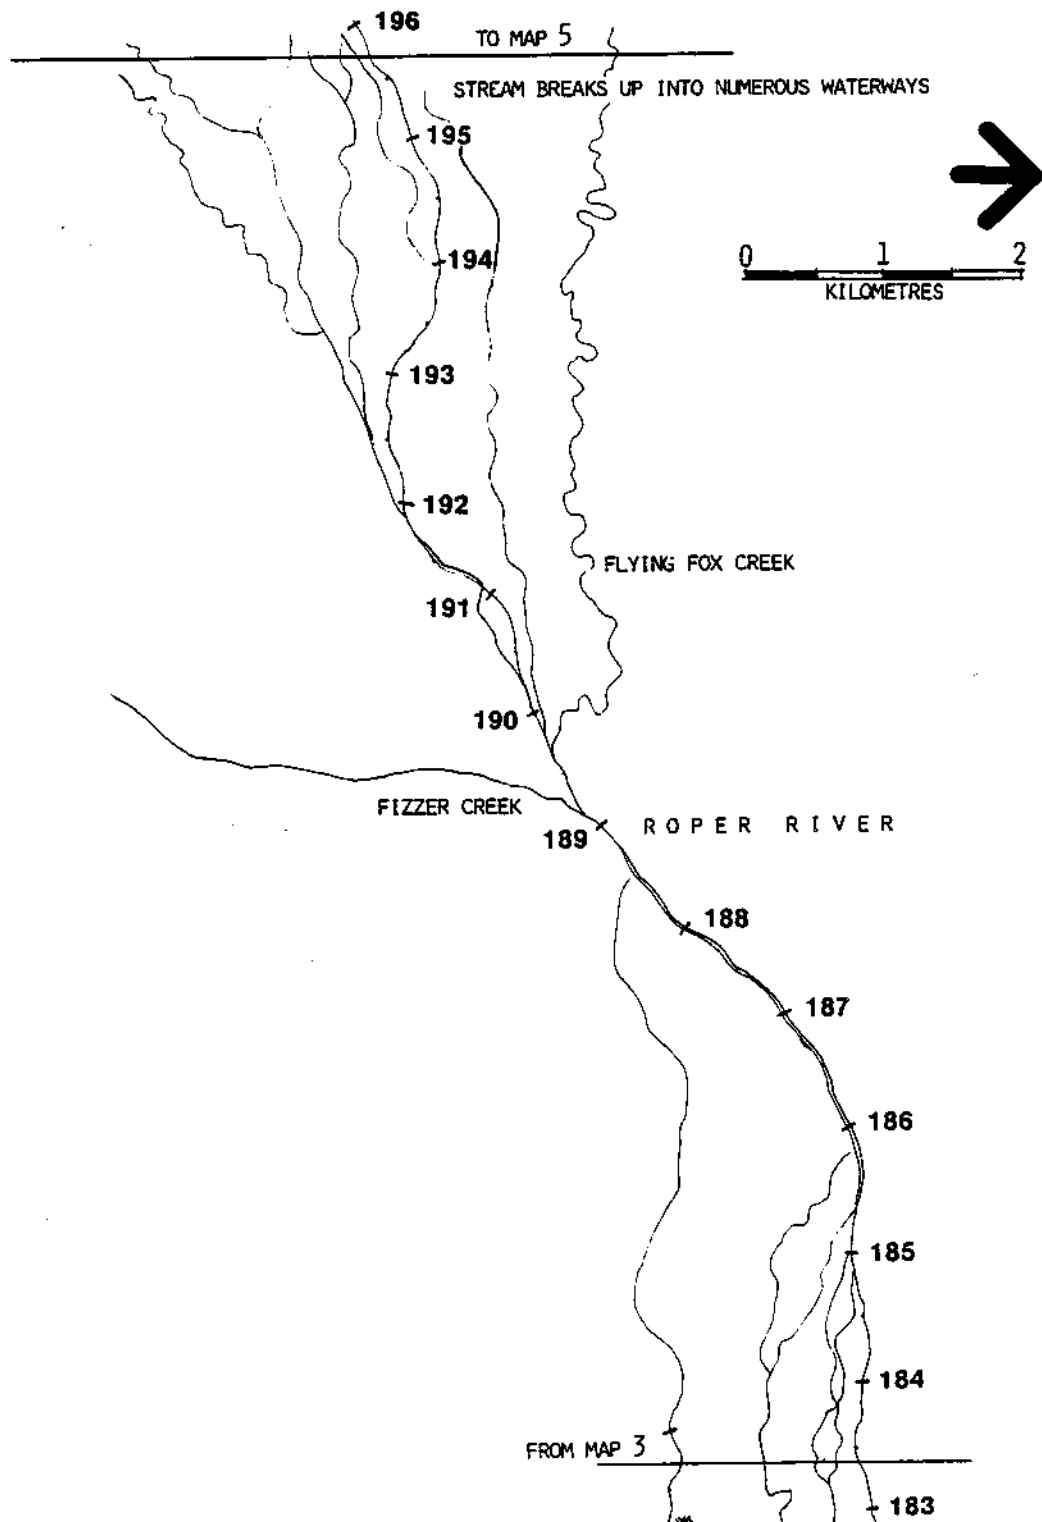 196
TO MAP 5
STREAM BREAKS UP INTO NUMEROUS WATERWAYS
195
194
0 1 2
KILOMETRES
193
192
FLYING FOX CREEK
191
190
FIZZER CREEK
189
ROPER RIVER
188
187
186
185
184
FROM MAP 3
183